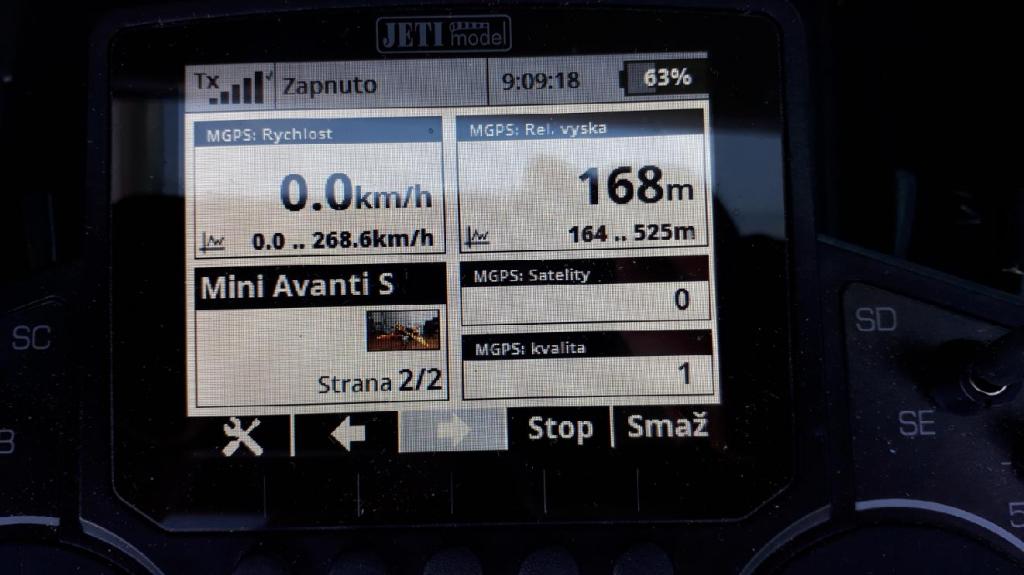 JETI model
Tx Zapnuto 9:09:18 63%
MGPS: Rychlost
0.0km/h
0.0 .. 268.6km/h
MGPS: Rel. vyska
168m
164 .. 525m
Mini Avanti S
Strana 2/2
MGPS: Satelity
0
MGPS: kvalita
1
Stop Smaž
SC
SD
SE
B
5